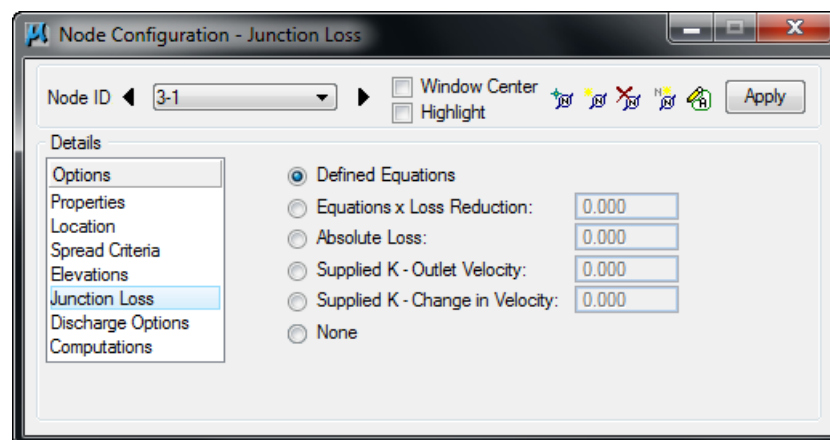 Node Configuration - Junction Loss
Node ID 3-1 Window Center Apply
Highlight
Details
Options
Properties
Location
Spread Criteria
Elevations
Junction Loss
Discharge Options
Computations
Defined Equations
Equations x Loss Reduction: 0.000
Absolute Loss: 0.000
Supplied K - Outlet Velocity: 0.000
Supplied K - Change in Velocity: 0.000
None